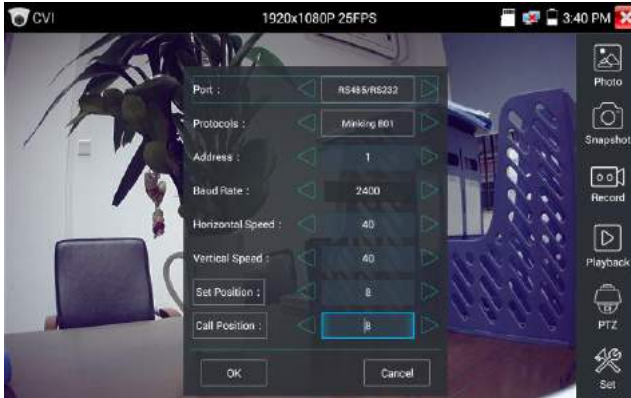 CVI 1920x1080P 25FPS 3:40 PM
Port : RS485/RS232
Protocols : Minking B01
Address : 1
Baud Rate : 2400
Horizontal Speed : 40
Vertical Speed : 40
Set Position : 8
Call Position : 8
OK Cancel
Photo
Snapshot
Record
Playback
PTZ
Set